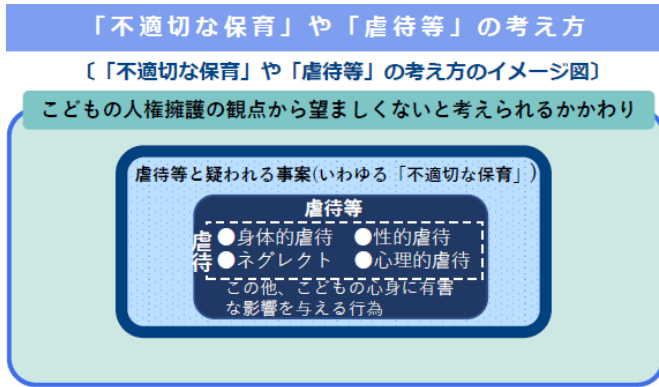 「不適切な保育」や「虐待等」の考え方
〔「不適切な保育」や「虐待等」の考え方のイメージ図〕
こどもの人権擁護の観点から望ましくないと考えられるかかわり
虐待等と疑われる事案(いわゆる「不適切な保育」)
虐待等
虐待
●身体的虐待 ●性的虐待
●ネグレクト ●心理的虐待
この他、こどもの心身に有害
な影響を与える行為